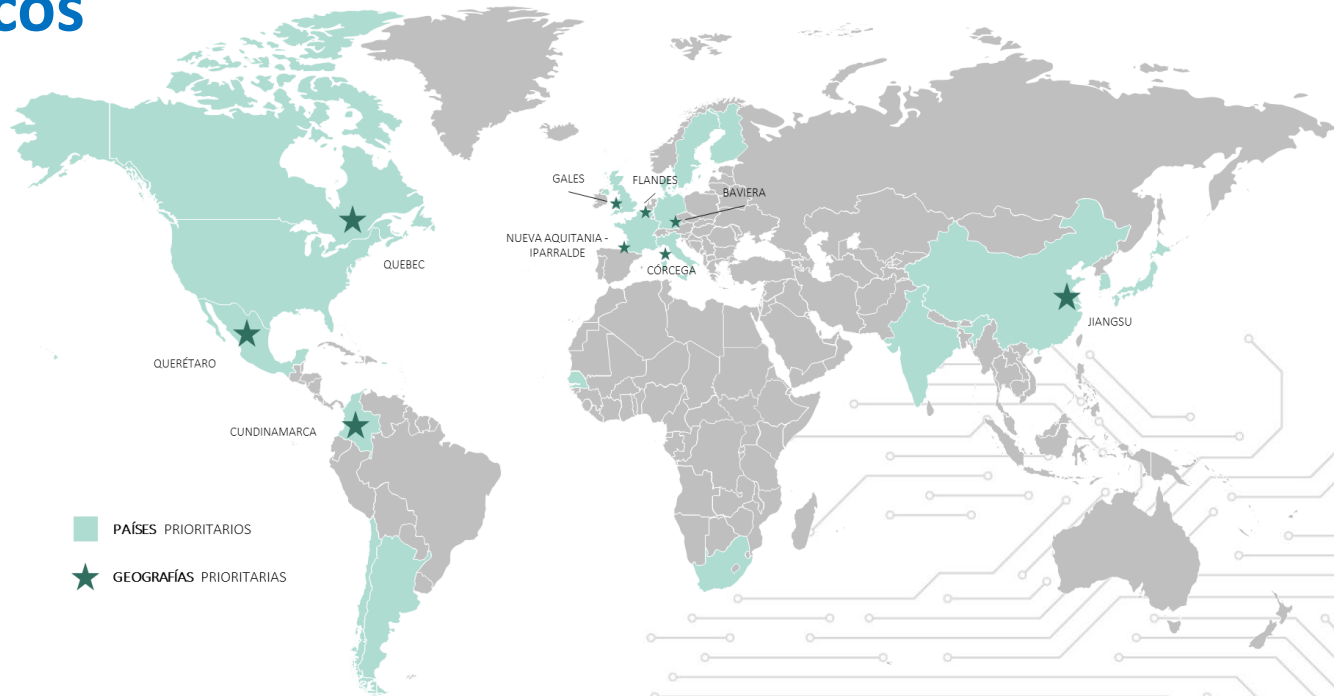 cos
GALES
FLANDES
BAVIERA
NUEVA AQUITANIA -
IPARRALDE
CÓRCEGA
QUEBEC
JIANGSU
QUERÉTARO
CUNDINAMARCA
PAÍSES PRIORITARIOS
GEOGRAFÍAS PRIORITARIAS